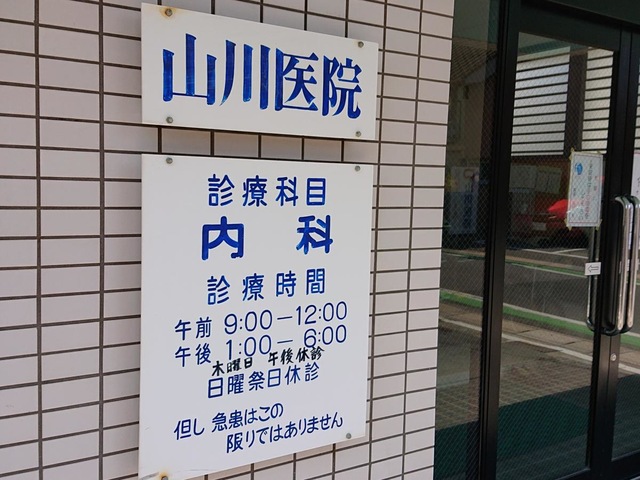 山川医院
診療科目
内 科
診療時間
午前 9:00－12:00
午後 1:00－ 6:00
木曜日 午後休診
日曜祭日休診
但し 急患はこの
限りではありません